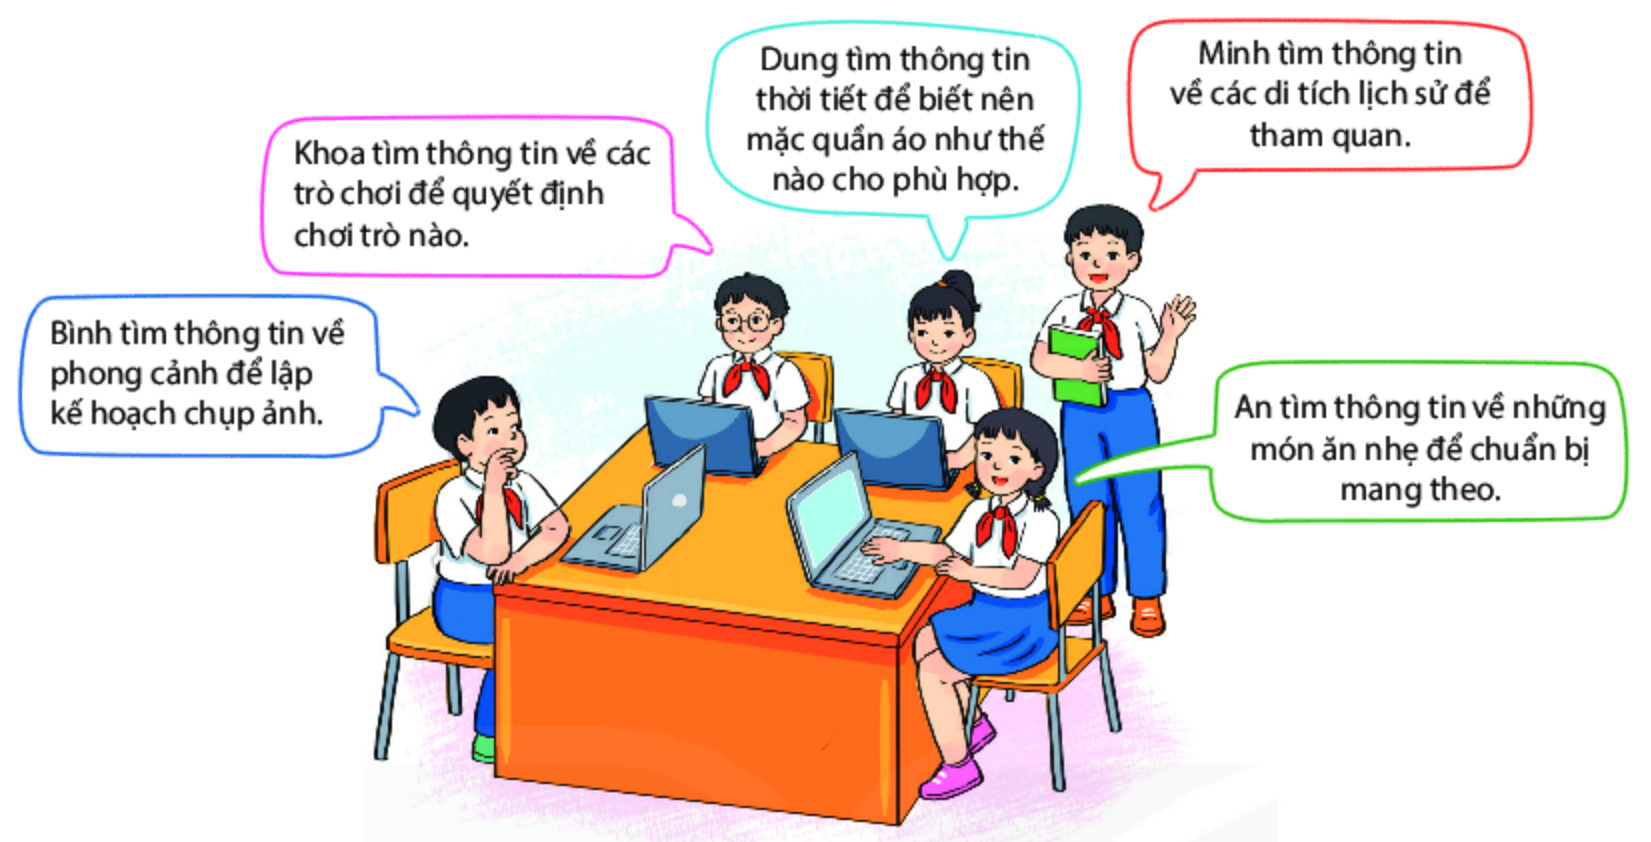 Bình tìm thông tin về
phong cảnh để lập
kế hoạch chụp ảnh.
Khoa tìm thông tin về các
trò chơi để quyết định
chơi trò nào.
Dung tìm thông tin
thời tiết để biết nên
mặc quần áo như thế
nào cho phù hợp.
Minh tìm thông tin
về các di tích lịch sử để
tham quan.
An tìm thông tin về những
món ăn nhẹ để chuẩn bị
mang theo.